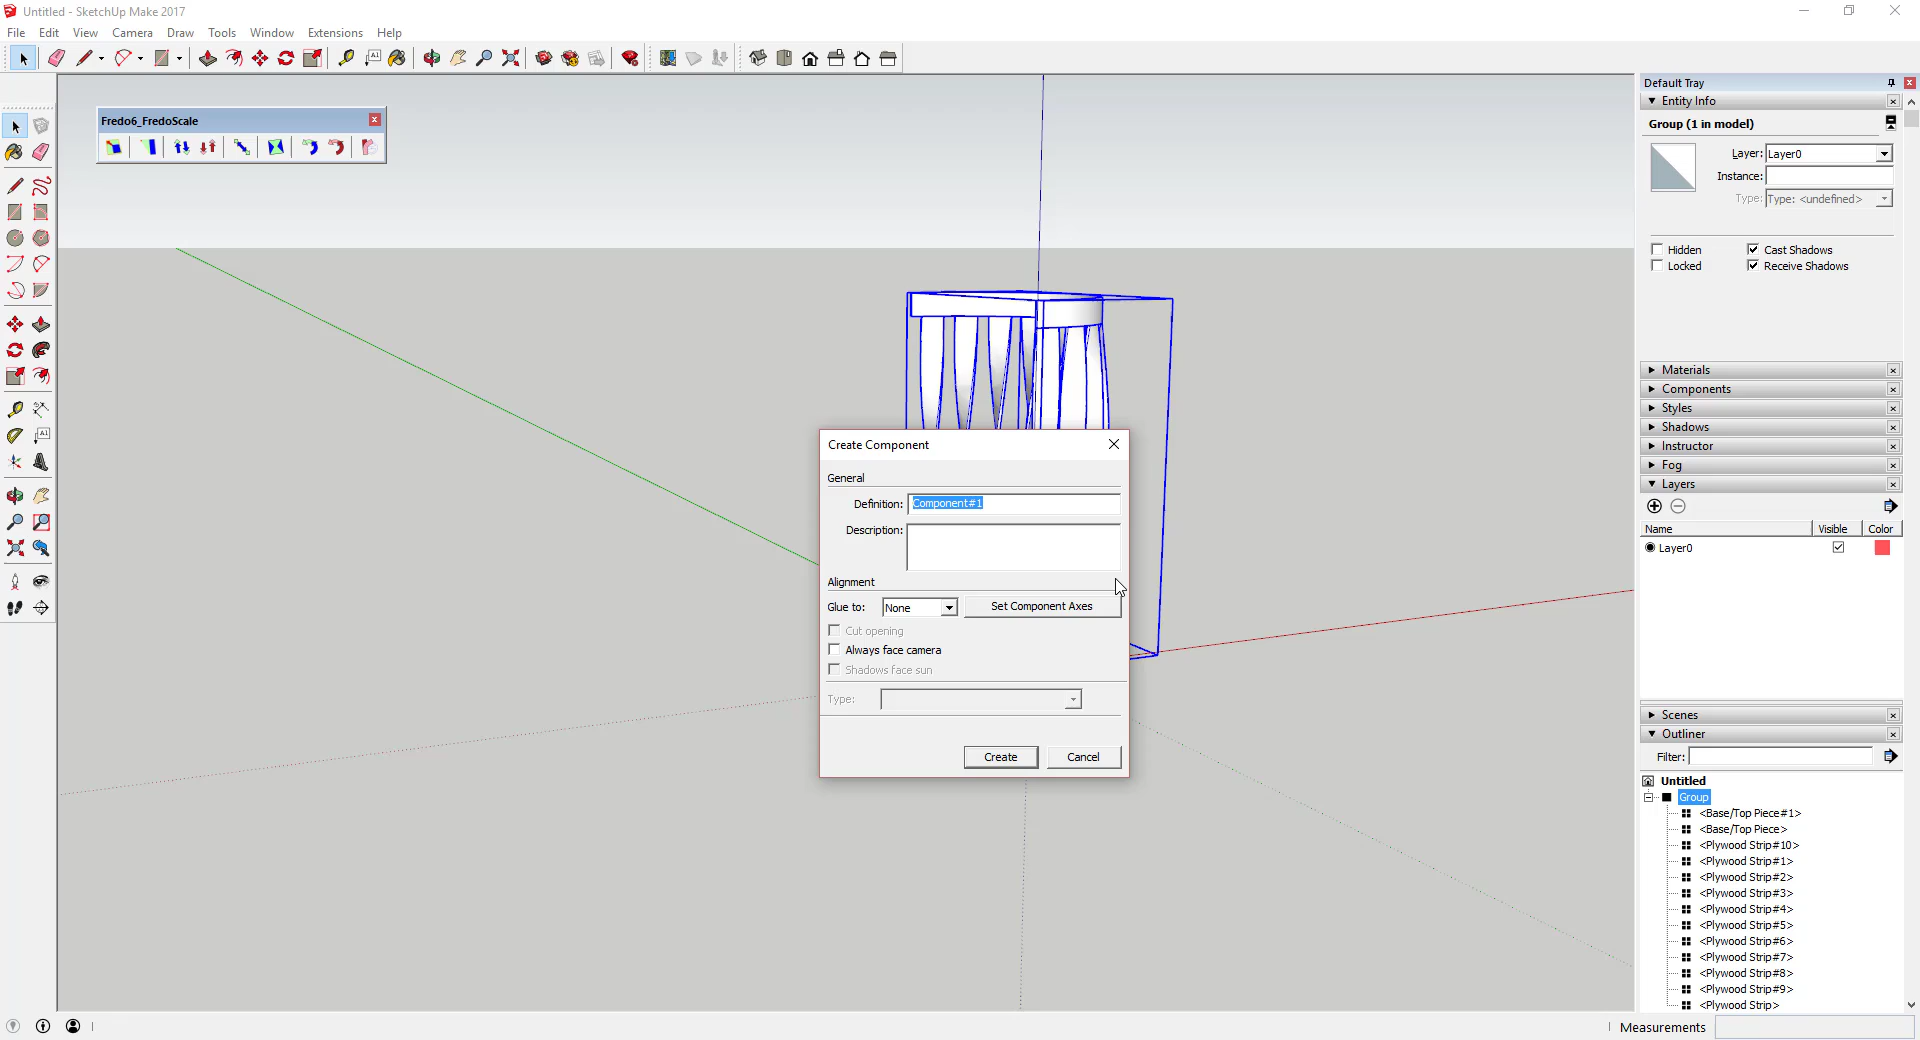 Untitled - SketchUp Make 2017
File Edit View Camera Draw Tools Window Extensions Help
Default Tray
Entity Info
Fredo6_FredoScale
Group (1 in model)
Layer: Layer0
Instance:
Type: Type: <undefined>
Hidden Cast Shadows
Locked Receive Shadows
Materials
Components
Styles
Shadows
Instructor
Fog
Layers
Name Visible Color
Layer0
Create Component
General
Definition: Component#1
Description:
Alignment
Glue to: None Set Component Axes
Cut opening
Always face camera
Shadows face sun
Type:
Create Cancel
Scenes
Outliner
Filter:
Untitled
Group
<Base/Top Piece#1>
<Base/Top Piece>
<Plywood Strip#10>
<Plywood Strip#1>
<Plywood Strip#2>
<Plywood Strip#3>
<Plywood Strip#4>
<Plywood Strip#5>
<Plywood Strip#6>
<Plywood Strip#7>
<Plywood Strip#8>
<Plywood Strip#9>
<Plywood Strip>
Measurements